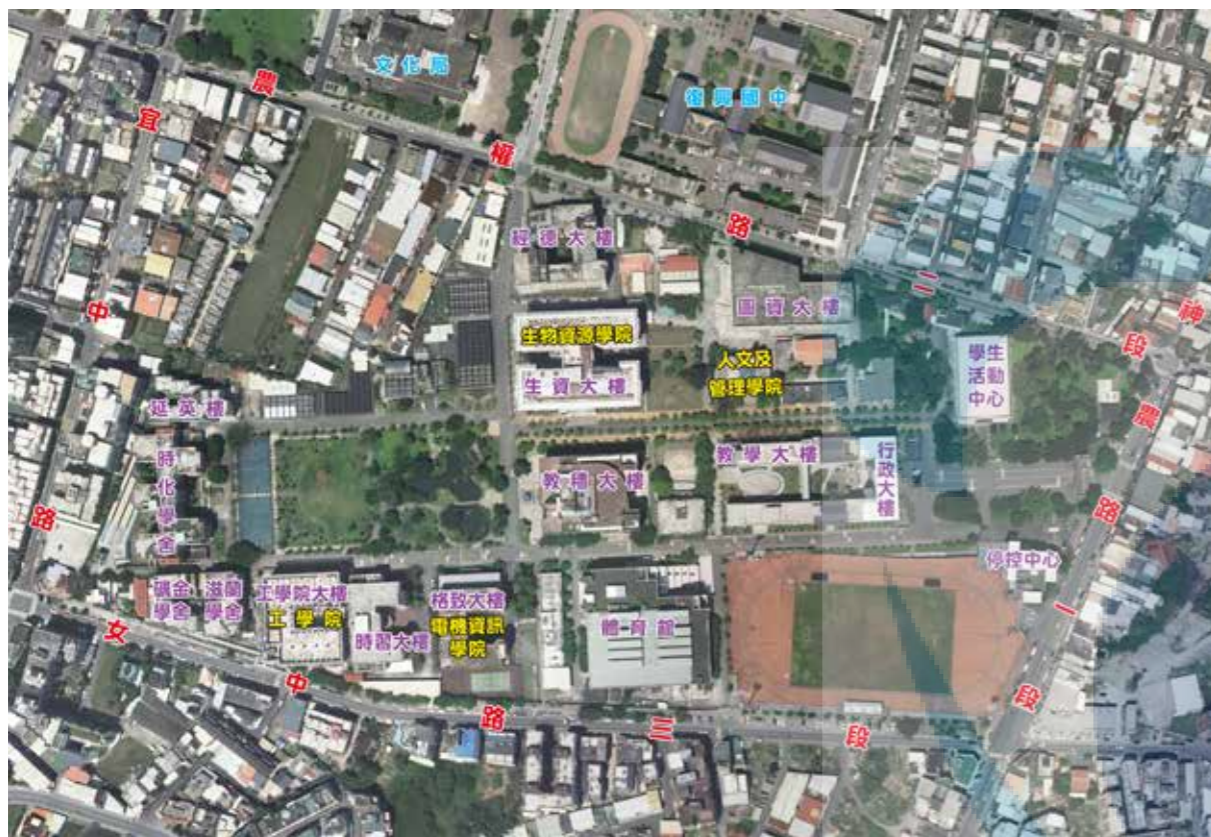 文化局
復興國中
農權路二段
宜中路
神農路一段
女中路三段
經德大樓
圖資大樓
生物資源學院
生資大樓
人文及
管理學院
學生
活動
中心
延英樓
時化學舍
教穗大樓
教學大樓
行政大樓
停控中心
礪金
學舍
滋蘭
學舍
工學院大樓
工學院
時習大樓
格致大樓
電機資訊
學院
體育館